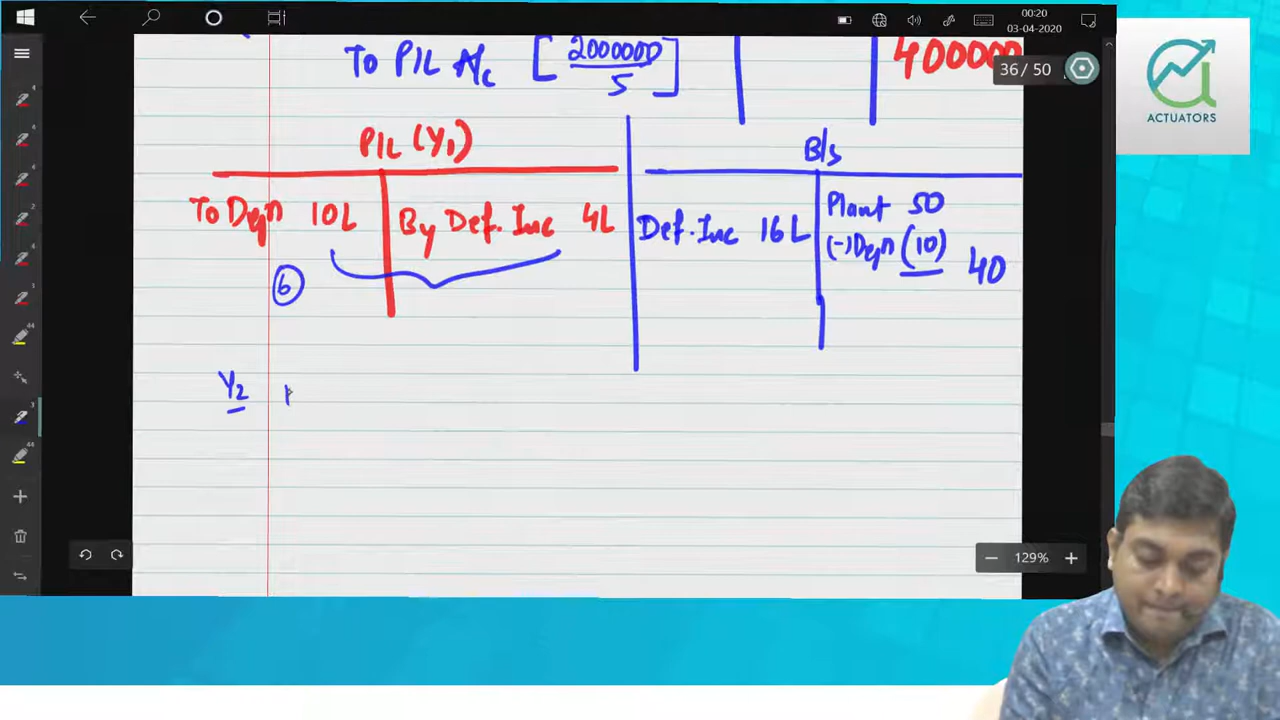 00:20
03-04-2020
To P/L A/c [2000000/5] 400000
36/50
ACTUATORS
P/L (Y1)
B/s
To Depn 10L By Def. Inc 4L
Def. Inc 16L Plant 50
(-) Depn (10) 40
6
Y2
129%